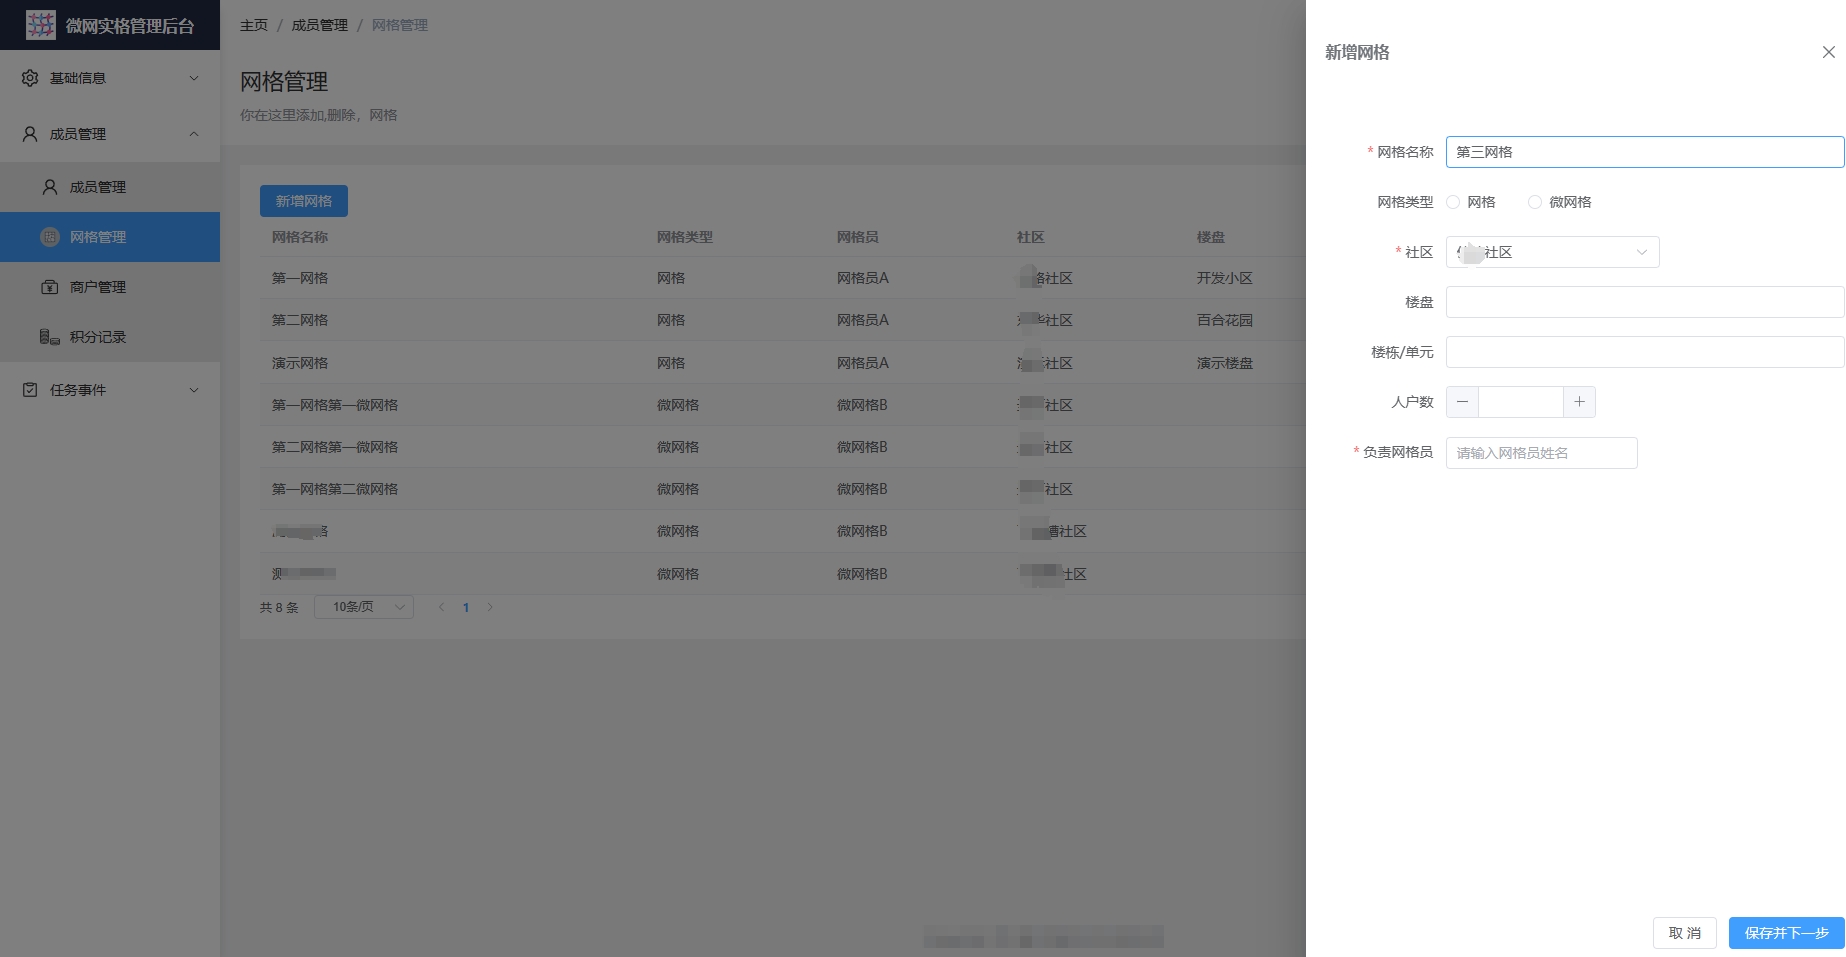 微网实格管理后台
基础信息
成员管理
成员管理
网格管理
商户管理
积分记录
任务事件
主页 / 成员管理 / 网格管理
网格管理
你在这里添加,删除，网格
新增网格
网格名称 网格类型 网格员 社区 楼盘
第一网格 网格 网格员A 社区 开发小区
第二网格 网格 网格员A 社区 百合花园
演示网格 网格 网格员A 社区 演示楼盘
第一网格第一微网格 微网格 微网格B 社区
第二网格第一微网格 微网格 微网格B 社区
第一网格第二微网格 微网格 微网格B 社区
微网格 微网格B 社区
微网格 微网格B 社区
共 8 条 10条/页 1
新增网格
* 网格名称 第三网格
网格类型 网格 微网格
* 社区 社区
楼盘
楼栋/单元
人户数
* 负责网格员 请输入网格员姓名
取 消 保存并下一步